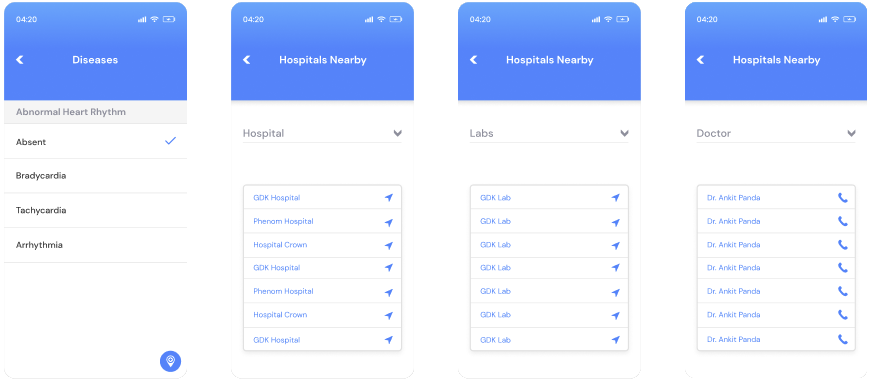 04:20
Diseases
Abnormal Heart Rhythm
Absent
Bradycardia
Tachycardia
Arrhythmia
04:20
Hospitals Nearby
Hospital
GDK Hospital
Phenom Hospital
Hospital Crown
GDK Hospital
Phenom Hospital
Hospital Crown
GDK Hospital
04:20
Hospitals Nearby
Labs
GDK Lab
GDK Lab
GDK Lab
GDK Lab
GDK Lab
GDK Lab
GDK Lab
04:20
Hospitals Nearby
Doctor
Dr. Ankit Panda
Dr. Ankit Panda
Dr. Ankit Panda
Dr. Ankit Panda
Dr. Ankit Panda
Dr. Ankit Panda
Dr. Ankit Panda